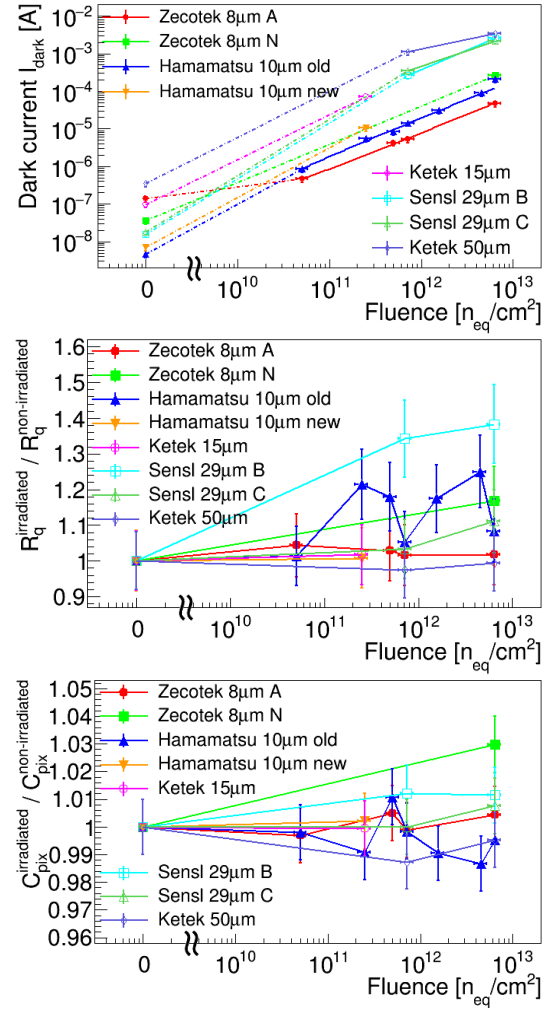 Dark current I_dark [A]
10^−2
10^−3
10^−4
10^−5
10^−6
10^−7
10^−8
Zecotek 8μm A
Zecotek 8μm N
Hamamatsu 10μm old
Hamamatsu 10μm new
Ketek 15μm
Sensl 29μm B
Sensl 29μm C
Ketek 50μm
0 10^10 10^11 10^12 10^13
Fluence [n_eq/cm^2]
R_q^irradiated / R_q^non-irradiated
1.6
1.5
1.4
1.3
1.2
1.1
1.0
0.9
Zecotek 8μm A
Zecotek 8μm N
Hamamatsu 10μm old
Hamamatsu 10μm new
Ketek 15μm
Sensl 29μm B
Sensl 29μm C
Ketek 50μm
0 10^10 10^11 10^12 10^13
Fluence [n_eq/cm^2]
C_pix^irradiated / C_pix^non-irradiated
1.05
1.04
1.03
1.02
1.01
1
0.99
0.98
0.97
0.96
Zecotek 8μm A
Zecotek 8μm N
Hamamatsu 10μm old
Hamamatsu 10μm new
Ketek 15μm
Sensl 29μm B
Sensl 29μm C
Ketek 50μm
0 10^10 10^11 10^12 10^13
Fluence [n_eq/cm^2]